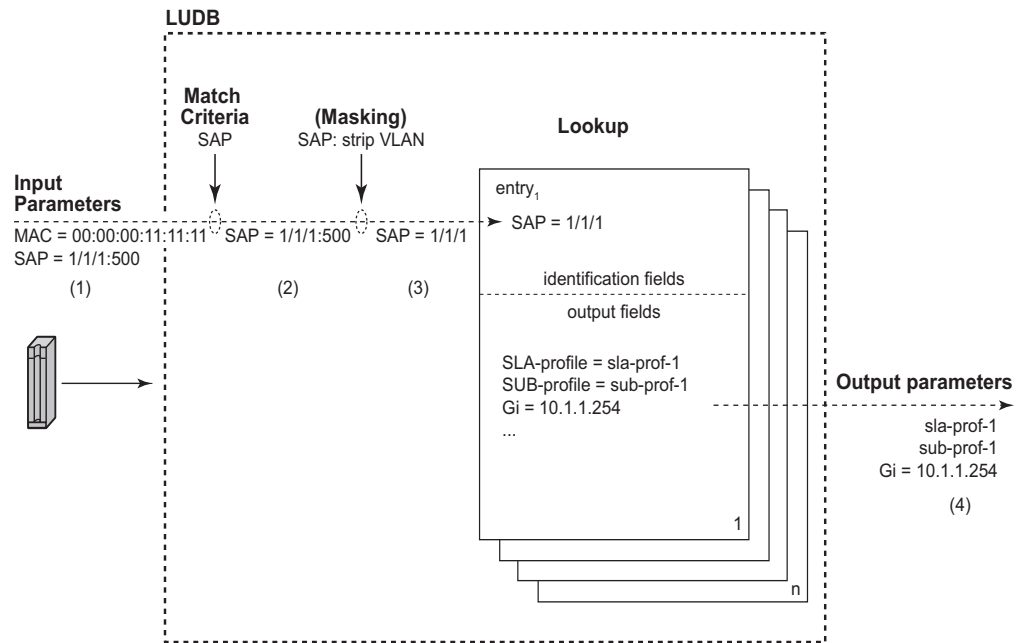 LUDB
Match
Criteria
SAP
(Masking)
SAP: strip VLAN
Lookup
Input
Parameters
MAC = 00:00:00:11:11:11
SAP = 1/1/1:500
(1)
SAP = 1/1/1:500
(2)
SAP = 1/1/1
(3)
entry1
SAP = 1/1/1
identification fields
output fields
SLA-profile = sla-prof-1
SUB-profile = sub-prof-1
Gi = 10.1.1.254
...
1
n
Output parameters
sla-prof-1
sub-prof-1
Gi = 10.1.1.254
(4)